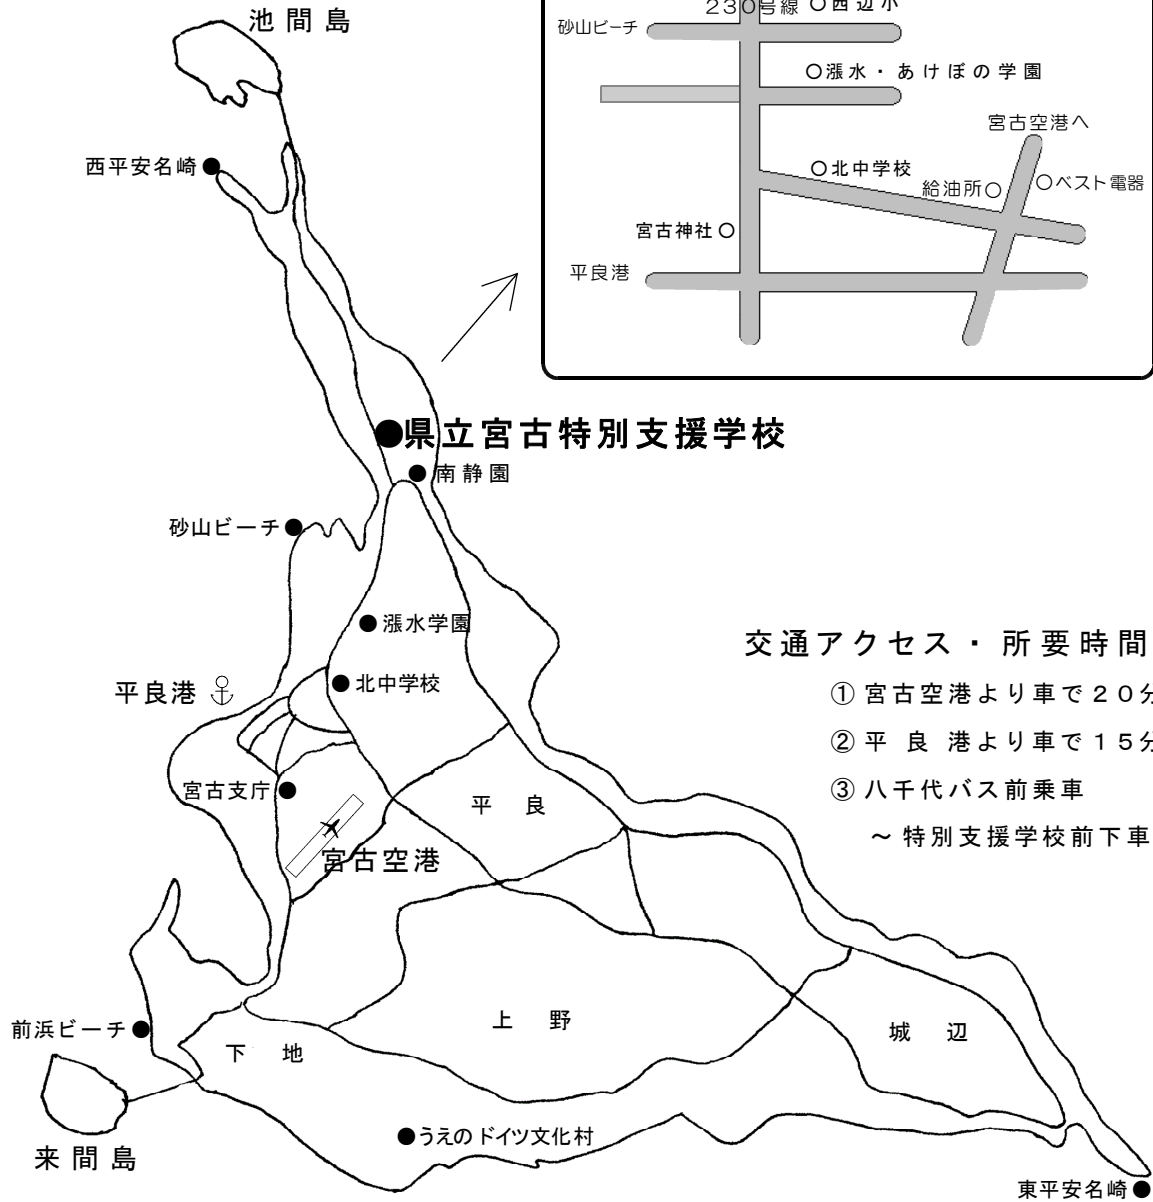 池間島
230号線 ○西辺小
砂山ビーチ
○漲水・あけぼの学園
宮古空港へ
西平安名崎
○北中学校
給油所○
○ベスト電器
宮古神社○
平良港
●県立宮古特別支援学校
南静園
砂山ビーチ
漲水学園
交通アクセス・所要時間
平良港
北中学校
①宮古空港より車で20分
②平良港より車で15分
宮古支庁
③八千代バス前乗車
平良
～特別支援学校前下車
宮古空港
前浜ビーチ
上野
城辺
下地
うえのドイツ文化村
来間島
東平安名崎